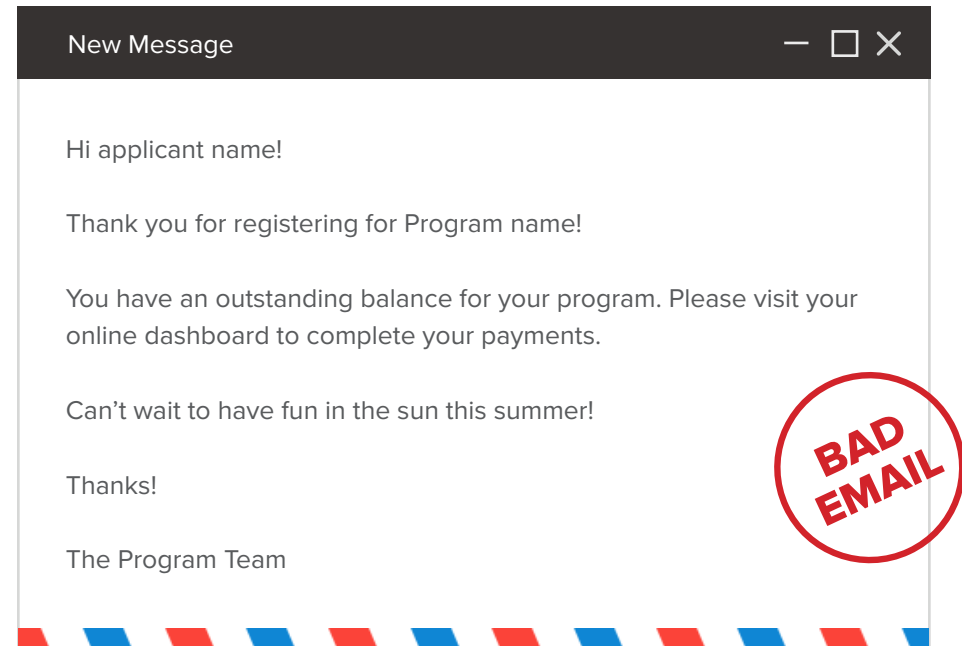 New Message
Hi applicant name!
Thank you for registering for Program name!
You have an outstanding balance for your program. Please visit your
online dashboard to complete your payments.
Can’t wait to have fun in the sun this summer!
Thanks!
The Program Team
BAD
EMAIL